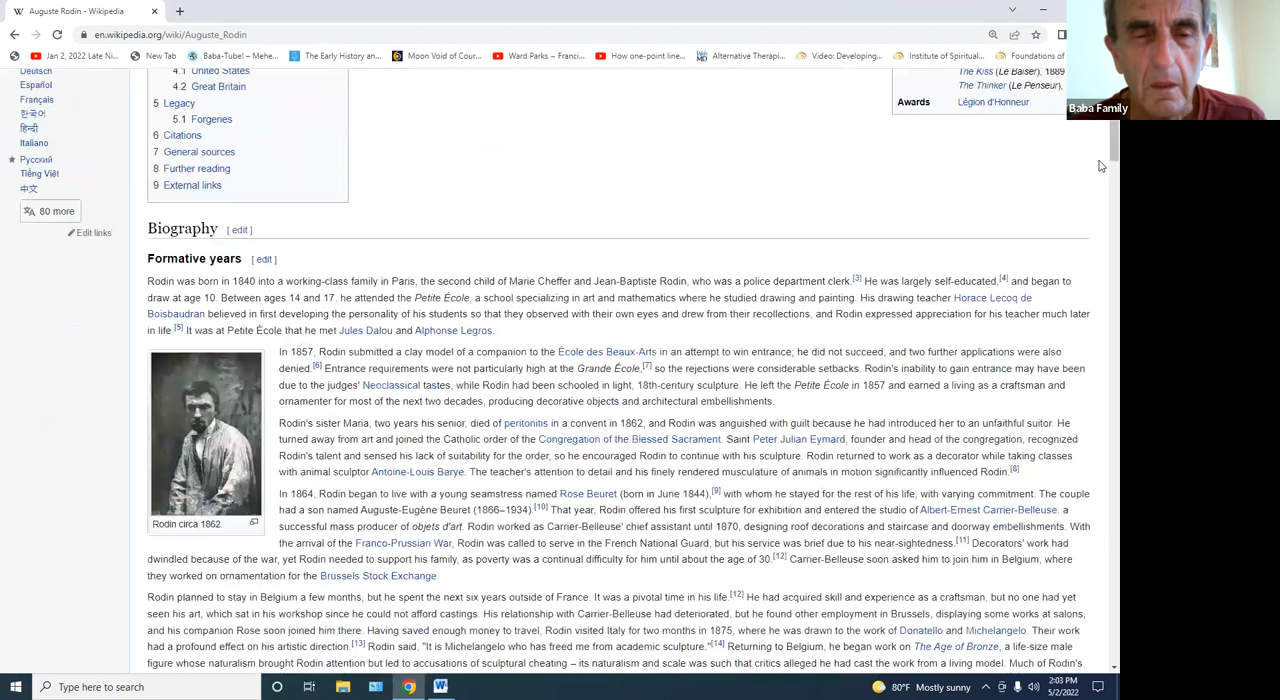 Auguste Rodin - Wikipedia
en.wikipedia.org/wiki/Auguste_Rodin
Jan 2, 2022 Late Ni... New Tab Baba-Tube! – Mehe... The Early History an... Moon Void of Cour... Ward Parks – Franci... How one-point line... Alternative Therapi... Video: Developing... Institute of Spiritual... Foundations of
Baba Family
Deutsch
Español
Français
한국어
हिन्दी
Italiano
Русский
Tiếng Việt
中文
80 more
Edit links
4.1 United States
4.2 Great Britain
5 Legacy
5.1 Forgeries
6 Citations
7 General sources
8 Further reading
9 External links
The Kiss (Le Baiser), 1889
The Thinker (Le Penseur),
Awards Légion d'Honneur
Biography [ edit ]
Formative years [ edit ]
Rodin was born in 1840 into a working-class family in Paris, the second child of Marie Cheffer and Jean-Baptiste Rodin, who was a police department clerk.[3] He was largely self-educated,[4] and began to
draw at age 10. Between ages 14 and 17, he attended the Petite École, a school specializing in art and mathematics where he studied drawing and painting. His drawing teacher Horace Lecoq de
Boisbaudran believed in first developing the personality of his students so that they observed with their own eyes and drew from their recollections, and Rodin expressed appreciation for his teacher much later
in life.[5] It was at Petite École that he met Jules Dalou and Alphonse Legros.
In 1857, Rodin submitted a clay model of a companion to the École des Beaux-Arts in an attempt to win entrance; he did not succeed, and two further applications were also
denied.[6] Entrance requirements were not particularly high at the Grande École,[7] so the rejections were considerable setbacks. Rodin's inability to gain entrance may have been
due to the judges' Neoclassical tastes, while Rodin had been schooled in light, 18th-century sculpture. He left the Petite École in 1857 and earned a living as a craftsman and
ornamenter for most of the next two decades, producing decorative objects and architectural embellishments.
Rodin's sister Maria, two years his senior, died of peritonitis in a convent in 1862, and Rodin was anguished with guilt because he had introduced her to an unfaithful suitor. He
turned away from art and joined the Catholic order of the Congregation of the Blessed Sacrament. Saint Peter Julian Eymard, founder and head of the congregation, recognized
Rodin's talent and sensed his lack of suitability for the order, so he encouraged Rodin to continue with his sculpture. Rodin returned to work as a decorator while taking classes
with animal sculptor Antoine-Louis Barye. The teacher's attention to detail and his finely rendered musculature of animals in motion significantly influenced Rodin.[8]
In 1864, Rodin began to live with a young seamstress named Rose Beuret (born in June 1844),[9] with whom he stayed for the rest of his life, with varying commitment. The couple
had a son named Auguste-Eugène Beuret (1866–1934).[10] That year, Rodin offered his first sculpture for exhibition and entered the studio of Albert-Ernest Carrier-Belleuse, a
successful mass producer of objets d'art. Rodin worked as Carrier-Belleuse' chief assistant until 1870, designing roof decorations and staircase and doorway embellishments. With
the arrival of the Franco-Prussian War, Rodin was called to serve in the French National Guard, but his service was brief due to his near-sightedness.[11] Decorators' work had
dwindled because of the war, yet Rodin needed to support his family, as poverty was a continual difficulty for him until about the age of 30.[12] Carrier-Belleuse soon asked him to join him in Belgium, where
they worked on ornamentation for the Brussels Stock Exchange.
Rodin circa 1862.
Rodin planned to stay in Belgium a few months, but he spent the next six years outside of France. It was a pivotal time in his life.[12] He had acquired skill and experience as a craftsman, but no one had yet
seen his art, which sat in his workshop since he could not afford castings. His relationship with Carrier-Belleuse had deteriorated, but he found other employment in Brussels, displaying some works at salons,
and his companion Rose soon joined him there. Having saved enough money to travel, Rodin visited Italy for two months in 1875, where he was drawn to the work of Donatello and Michelangelo. Their work
had a profound effect on his artistic direction.[13] Rodin said, "It is Michelangelo who has freed me from academic sculpture."[14] Returning to Belgium, he began work on The Age of Bronze, a life-size male
figure whose naturalism brought Rodin attention but led to accusations of sculptural cheating – its naturalism and scale was such that critics alleged he had cast the work from a living model. Much of Rodin's
Type here to search
80°F Mostly sunny
2:03 PM
5/2/2022